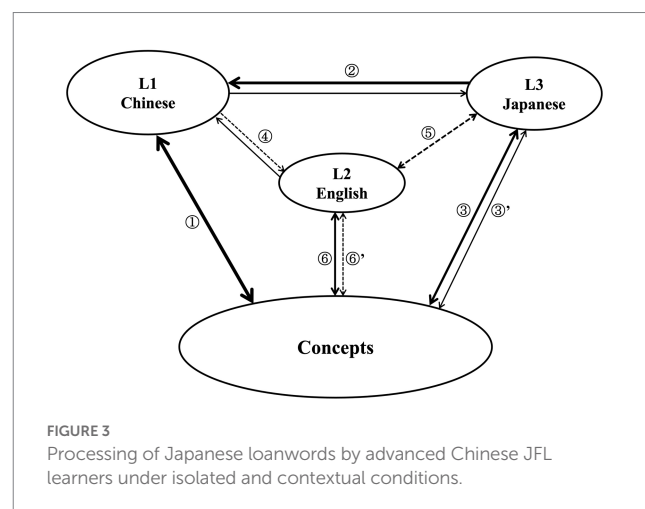 ②
L1
Chinese
L3
Japanese
④
⑤
L2
English
①
③ ③’
⑥ ⑥’
Concepts
FIGURE 3
Processing of Japanese loanwords by advanced Chinese JFL
learners under isolated and contextual conditions.